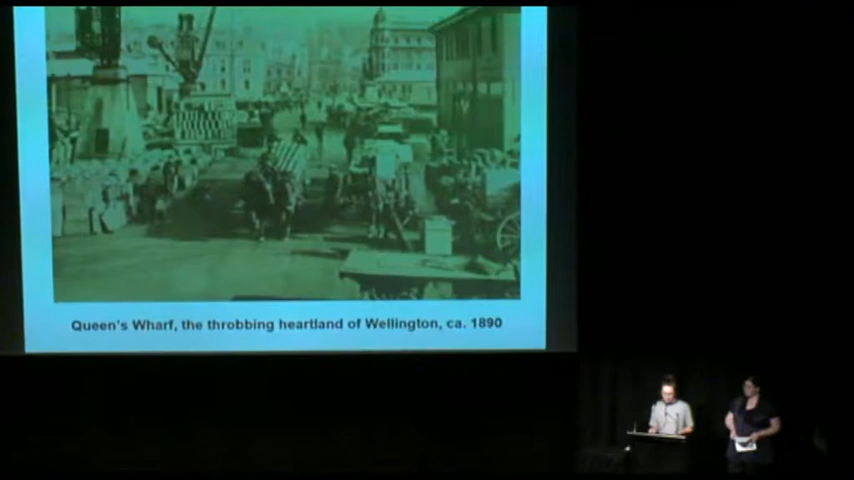 Queen's Wharf, the throbbing heartland of Wellington, ca. 1890